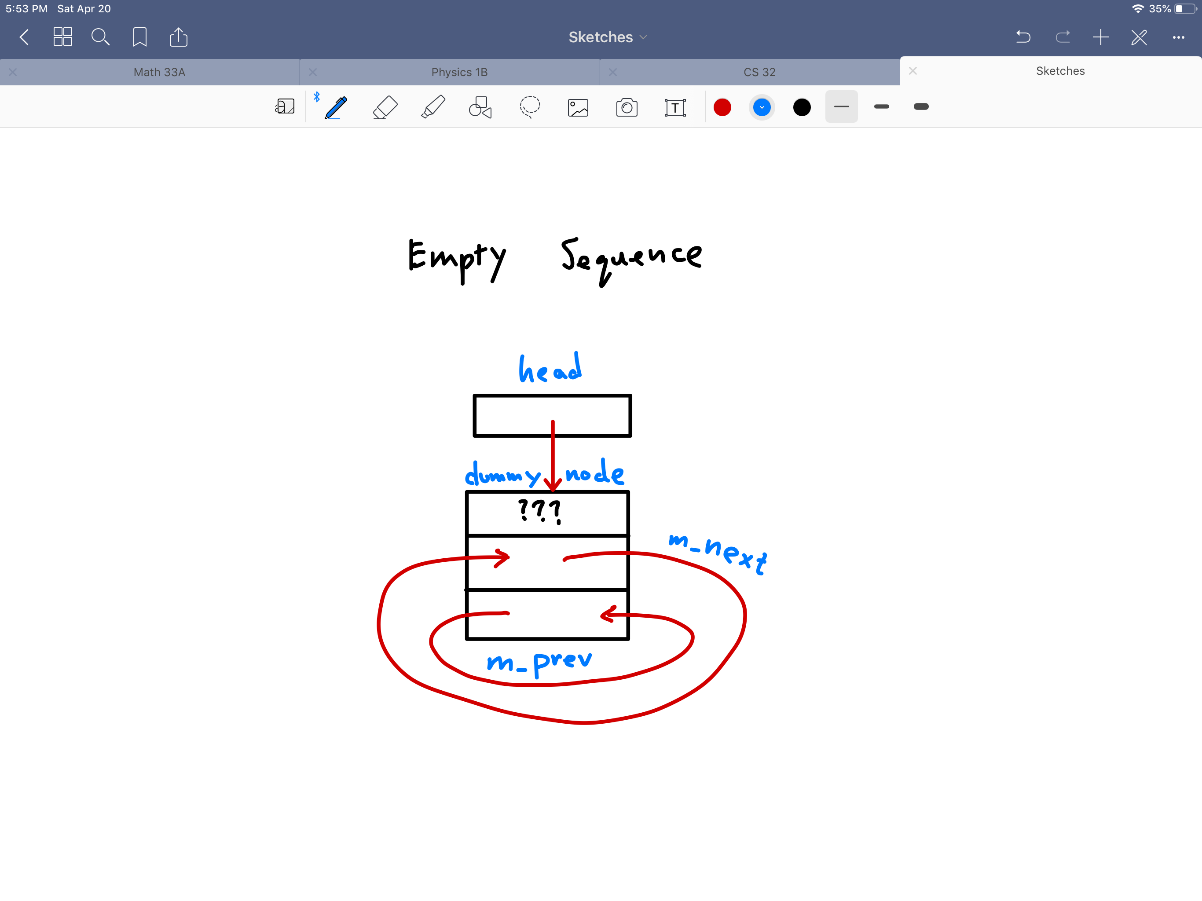 5:53 PM Sat Apr 20
35%
Sketches
Math 33A
Physics 1B
CS 32
Sketches
Empty Sequence
head
dummy node
???
m_next
m_prev